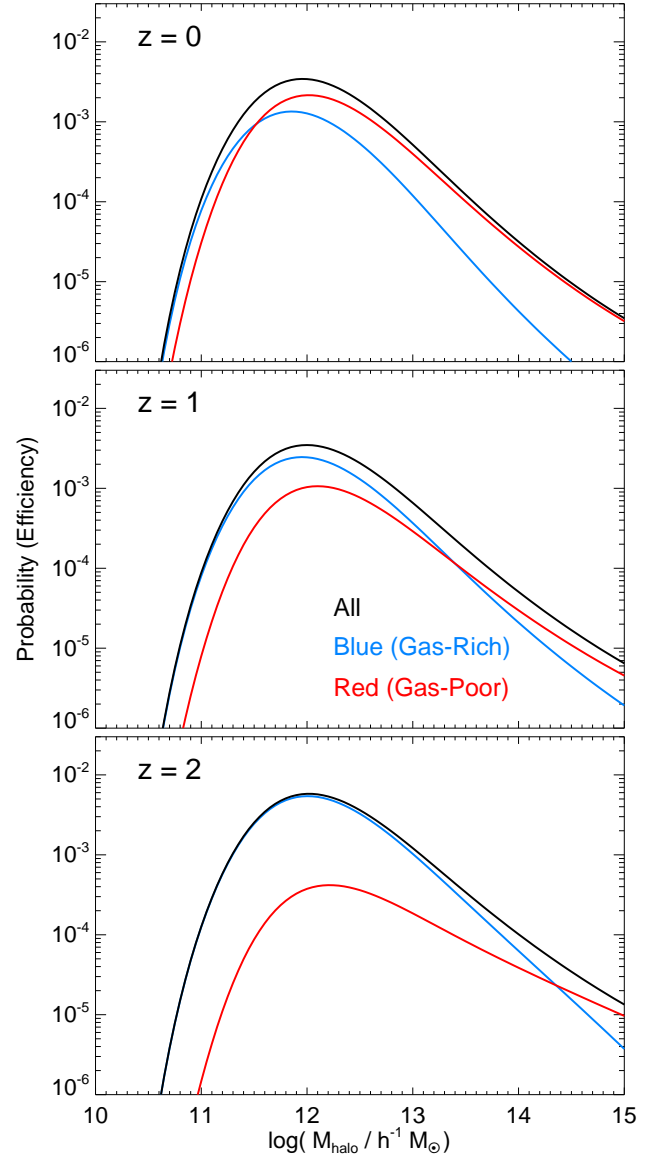 z = 0
10⁻²
10⁻³
10⁻⁴
10⁻⁵
10⁻⁶
z = 1
10⁻²
10⁻³
10⁻⁴
10⁻⁵
10⁻⁶
All
Blue (Gas-Rich)
Red (Gas-Poor)
Probability (Efficiency)
z = 2
10⁻²
10⁻³
10⁻⁴
10⁻⁵
10⁻⁶
10 11 12 13 14 15
log( M_halo / h⁻¹ M_⊙)